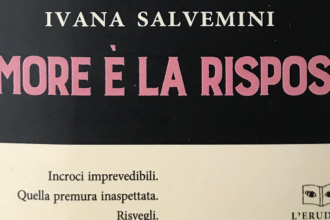 IVANA SALVEMINI
MORE È LA RISPOS
Incroci imprevedibili.
Quella premura inaspettata.
Risvegli.
L'ERUD